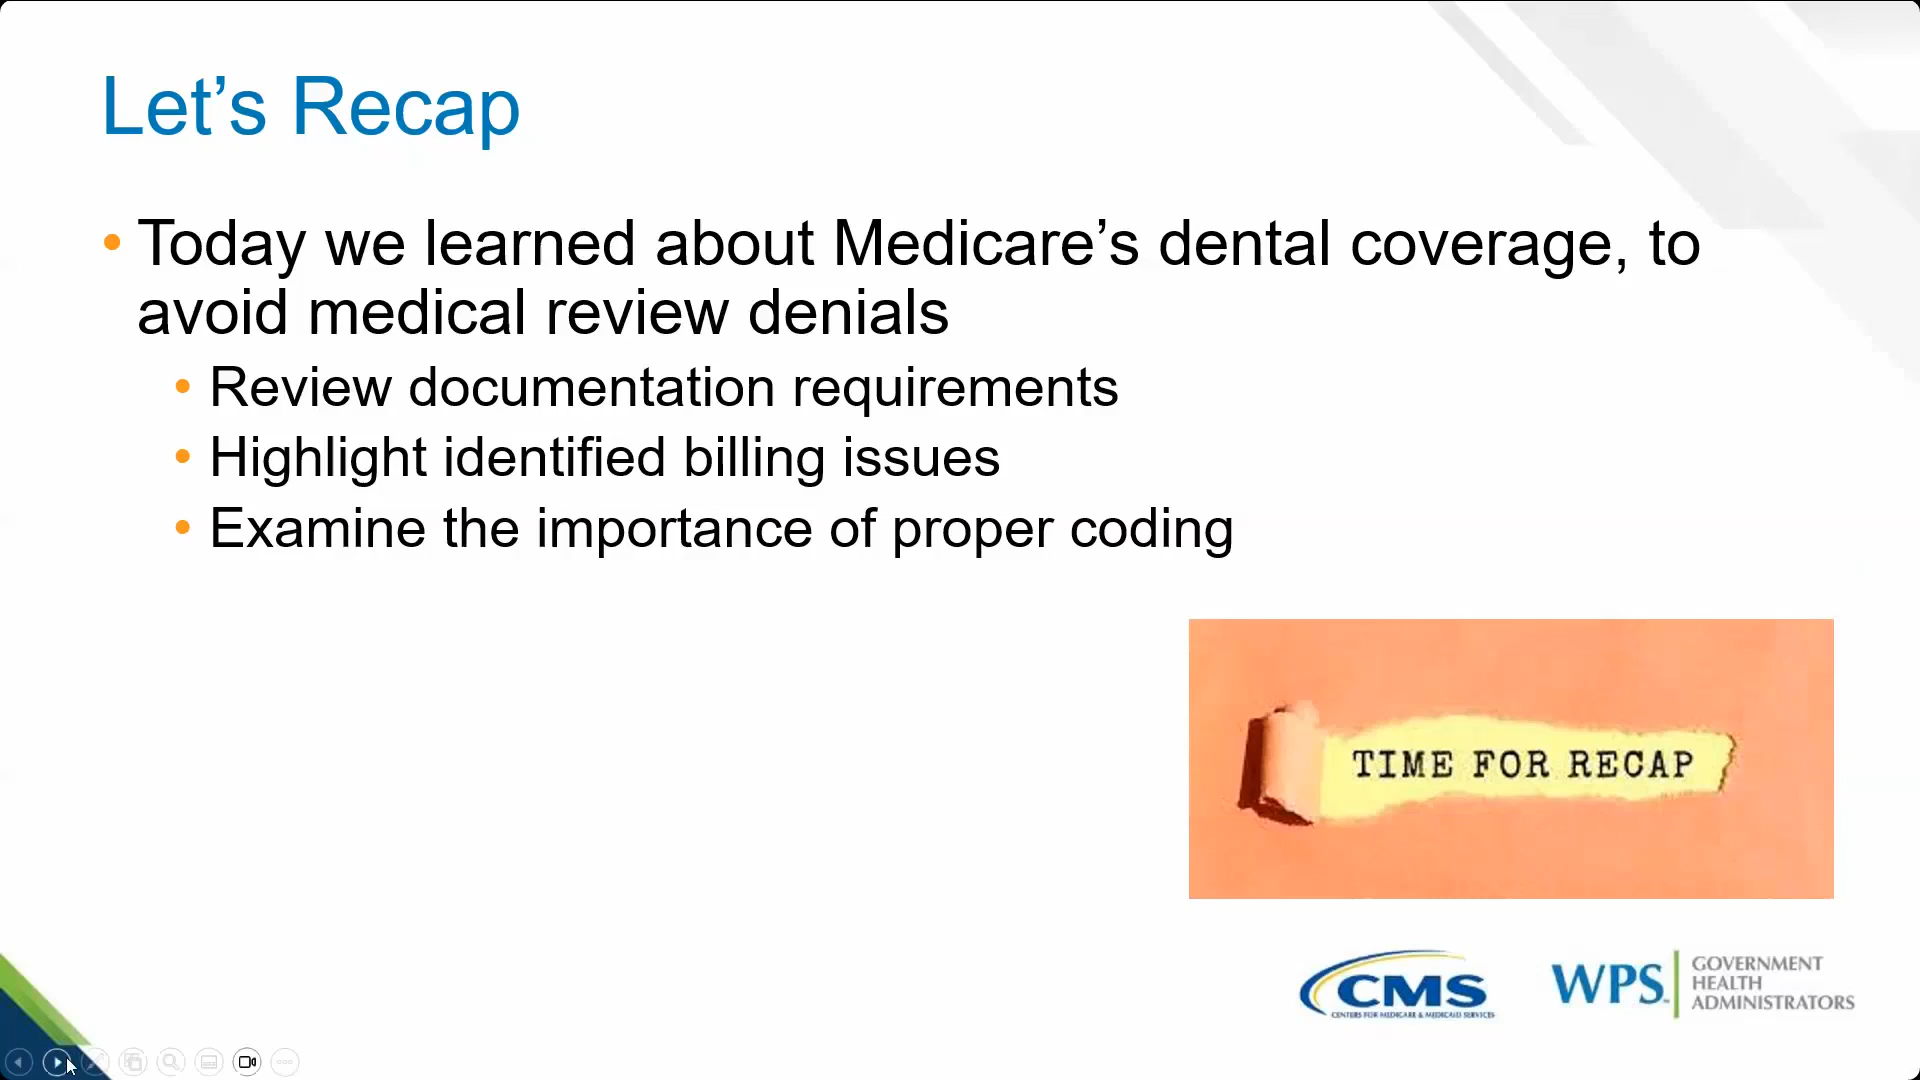 Let’s Recap
• Today we learned about Medicare’s dental coverage, to
avoid medical review denials
• Review documentation requirements
• Highlight identified billing issues
• Examine the importance of proper coding
TIME FOR RECAP
CMS
CENTERS FOR MEDICARE & MEDICAID SERVICES
WPS
GOVERNMENT
HEALTH
ADMINISTRATORS